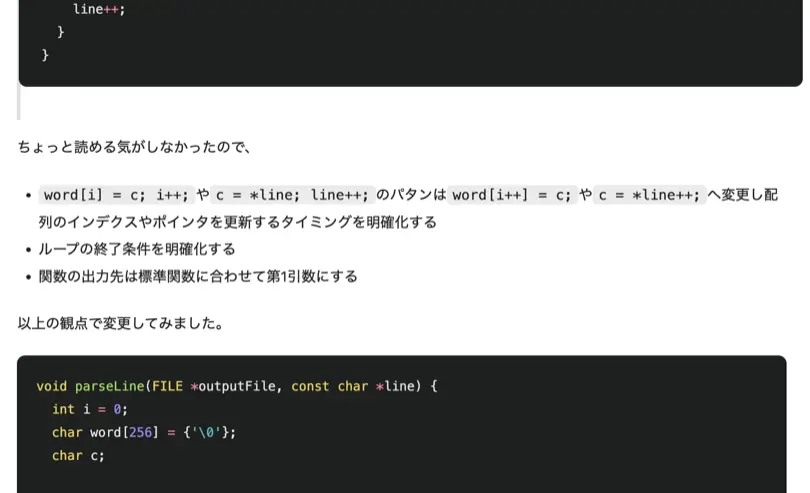 line++;
}
}
ちょっと読める気がしなかったので、
• word[i] = c; i++; や c = *line; line++; のパタンは word[i++] = c; や c = *line++; へ変更し配
列のインデクスやポインタを更新するタイミングを明確化する
• ループの終了条件を明確化する
• 関数の出力先は標準関数に合わせて第1引数にする
以上の観点で変更してみました。
void parseLine(FILE *outputFile, const char *line) {
int i = 0;
char word[256] = {'\0'};
char c;